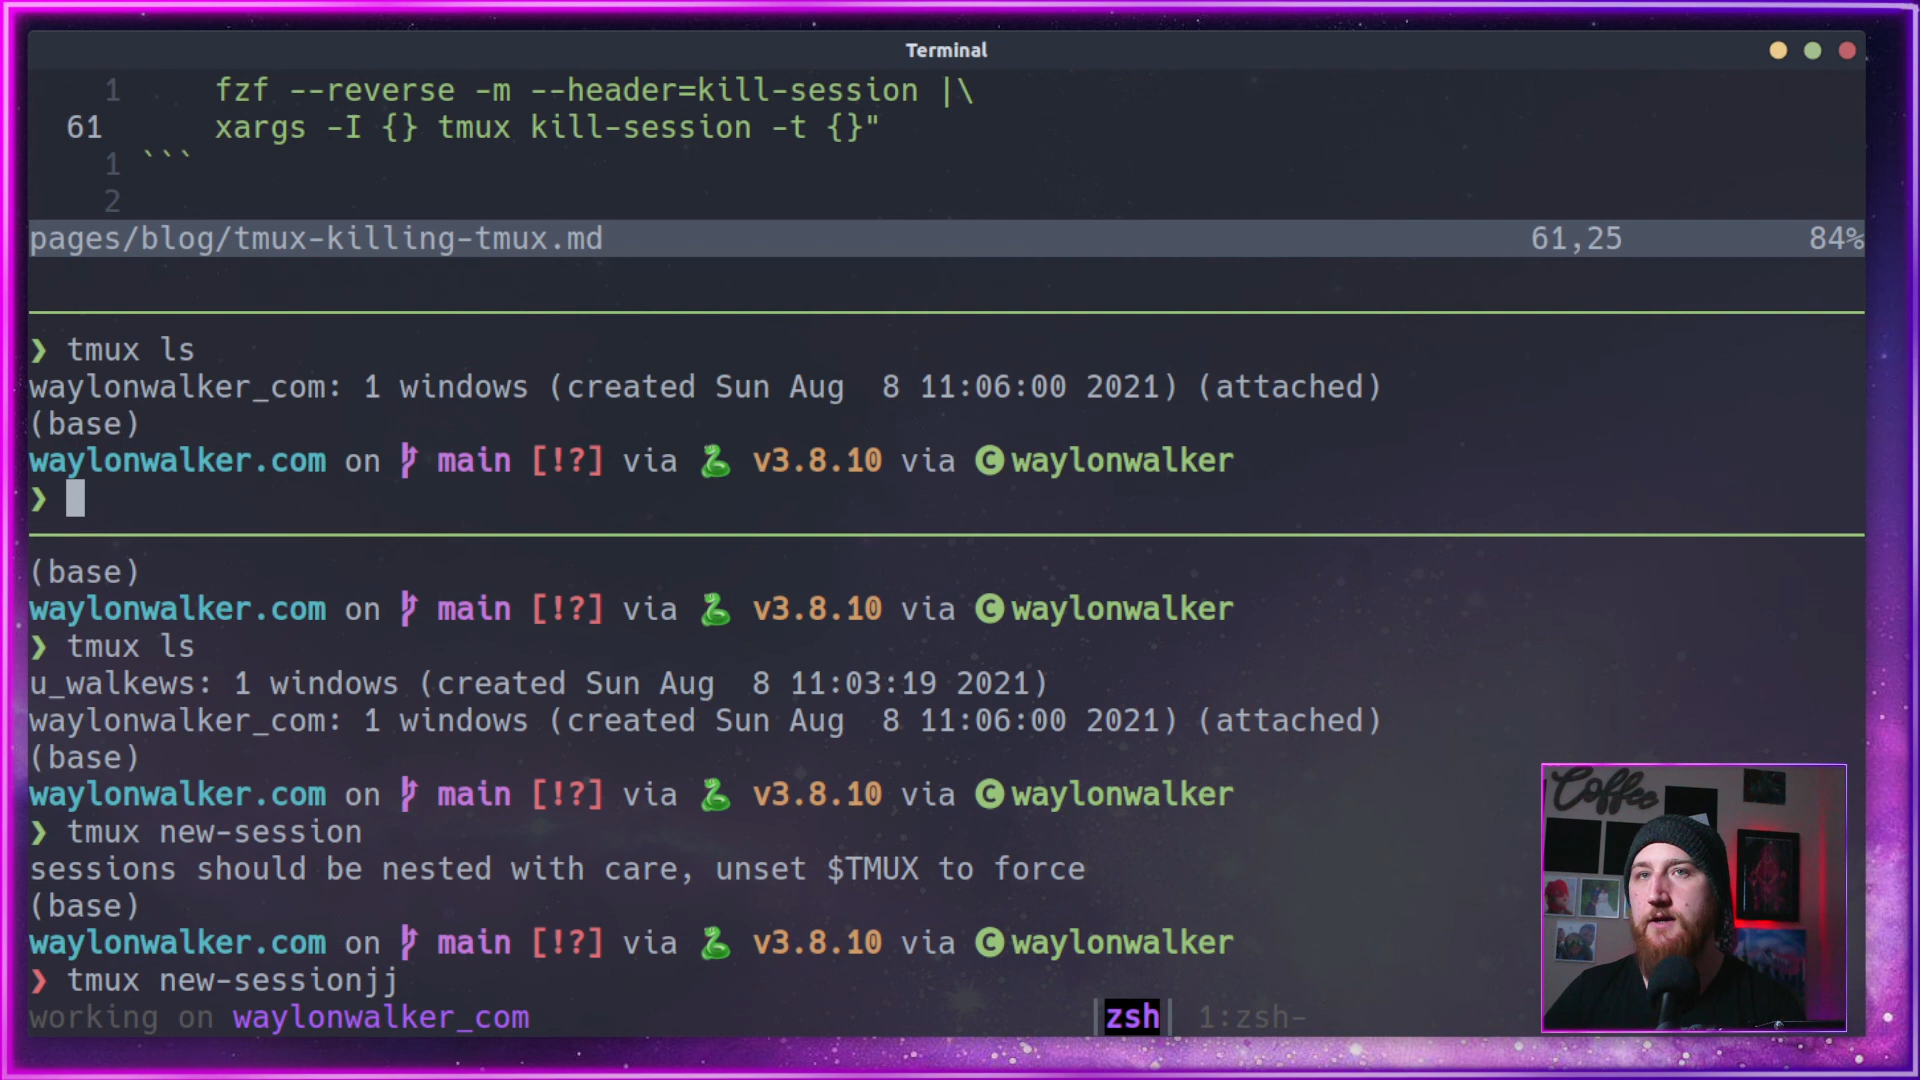 Terminal
1 fzf --reverse -m --header=kill-session |\
61 xargs -I {} tmux kill-session -t {}"
1 ```
2
pages/blog/tmux-killing-tmux.md 61,25 84%
❯ tmux ls
waylonwalker_com: 1 windows (created Sun Aug  8 11:06:00 2021) (attached)
(base)
waylonwalker.com on main [!?] via 🐍 v3.8.10 via 🅒 waylonwalker
❯
(base)
waylonwalker.com on main [!?] via 🐍 v3.8.10 via 🅒 waylonwalker
❯ tmux ls
u_walkews: 1 windows (created Sun Aug  8 11:03:19 2021)
waylonwalker_com: 1 windows (created Sun Aug  8 11:06:00 2021) (attached)
(base)
waylonwalker.com on main [!?] via 🐍 v3.8.10 via 🅒 waylonwalker
❯ tmux new-session
sessions should be nested with care, unset $TMUX to force
(base)
waylonwalker.com on main [!?] via 🐍 v3.8.10 via 🅒 waylonwalker
❯ tmux new-sessionjj
working on waylonwalker_com | zsh | 1:zsh-
Coffee